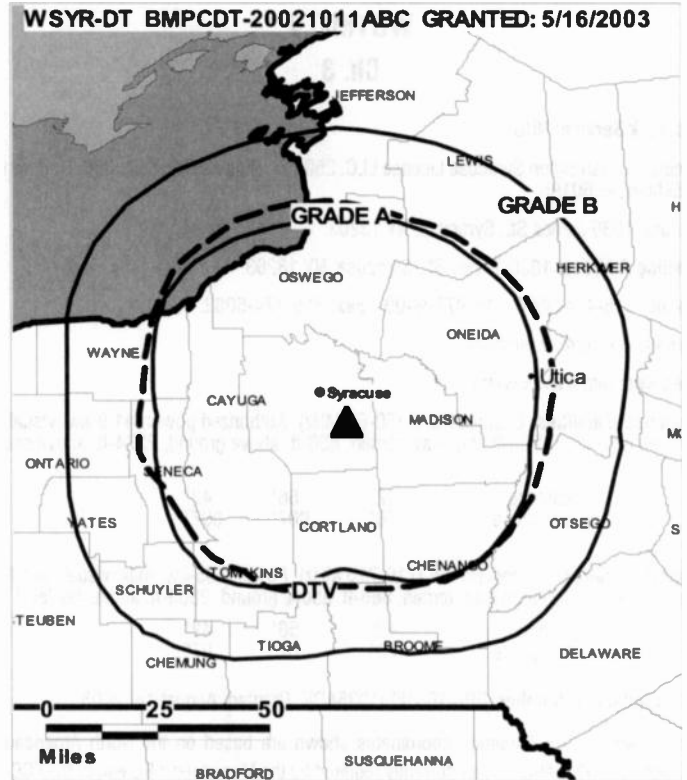 WSYR-DT BMPCDT-20021011ABC GRANTED: 5/16/2003
JEFFERSON
LEWIS
GRADE A
GRADE B
H
HERKIMER
OSWEGO
ONEIDA
WAYNE
Utica
Syracuse
CAYUGA
MADISON
ONTARIO
SENECA
YATES
CORTLAND
OTSEGO
S
TOMPKINS
CHENANGO
DTV
SCHUYLER
TEUBEN
TIOGA
BROOME
DELAWARE
CHEMUNG
0 25 50
Miles
SUSQUEHANNA
BRADFORD